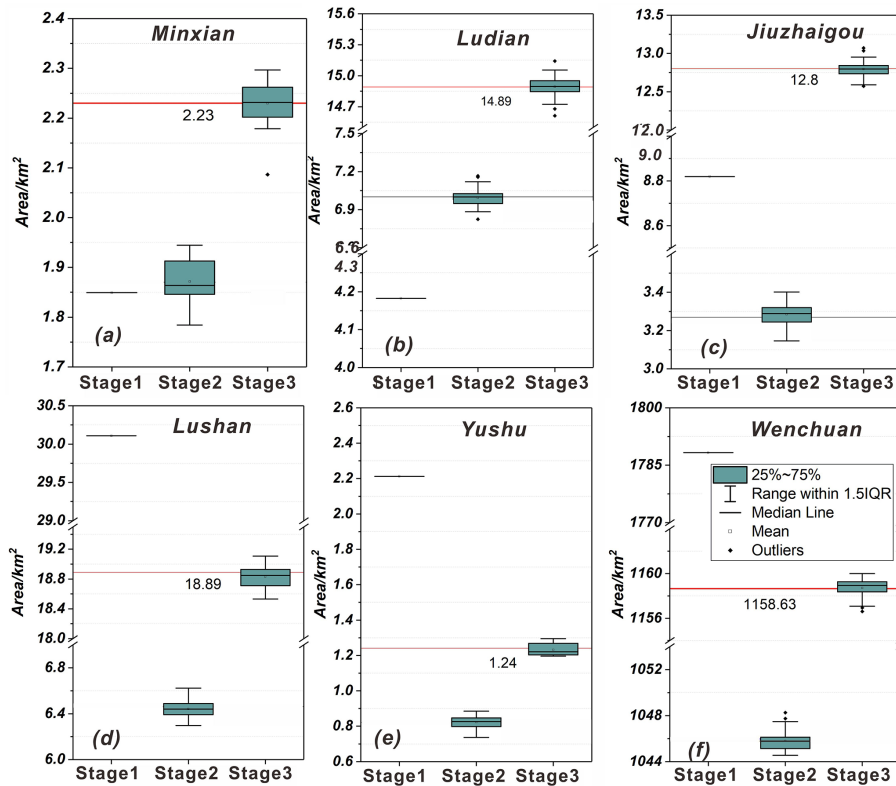 Minxian
Area/km²
2.4
2.3
2.2
2.1
2.0
1.9
1.8
1.7
2.23
(a)
Stage1 Stage2 Stage3
Ludian
Area/km²
15.6
15.3
15.0
14.7
7.5
7.2
6.9
6.6
4.3
4.2
4.1
4.0
14.89
(b)
Stage1 Stage2 Stage3
Jiuzhaigou
Area/km²
13.5
13.0
12.5
12.0
9.0
8.8
8.6
3.4
3.2
3.0
12.8
(c)
Stage1 Stage2 Stage3
Lushan
Area/km²
30.5
30.0
29.5
29.0
19.2
18.8
18.4
18.0
6.8
6.4
6.0
18.89
(d)
Stage1 Stage2 Stage3
Yushu
Area/km²
2.6
2.4
2.2
2.0
1.8
1.6
1.4
1.2
1.0
0.8
0.6
1.24
(e)
Stage1 Stage2 Stage3
Wenchuan
Area/km²
1800
1785
1770
1160
1156
1052
1048
1046
1044
25%~75%
Range within 1.5IQR
Median Line
Mean
Outliers
1158.63
(f)
Stage1 Stage2 Stage3